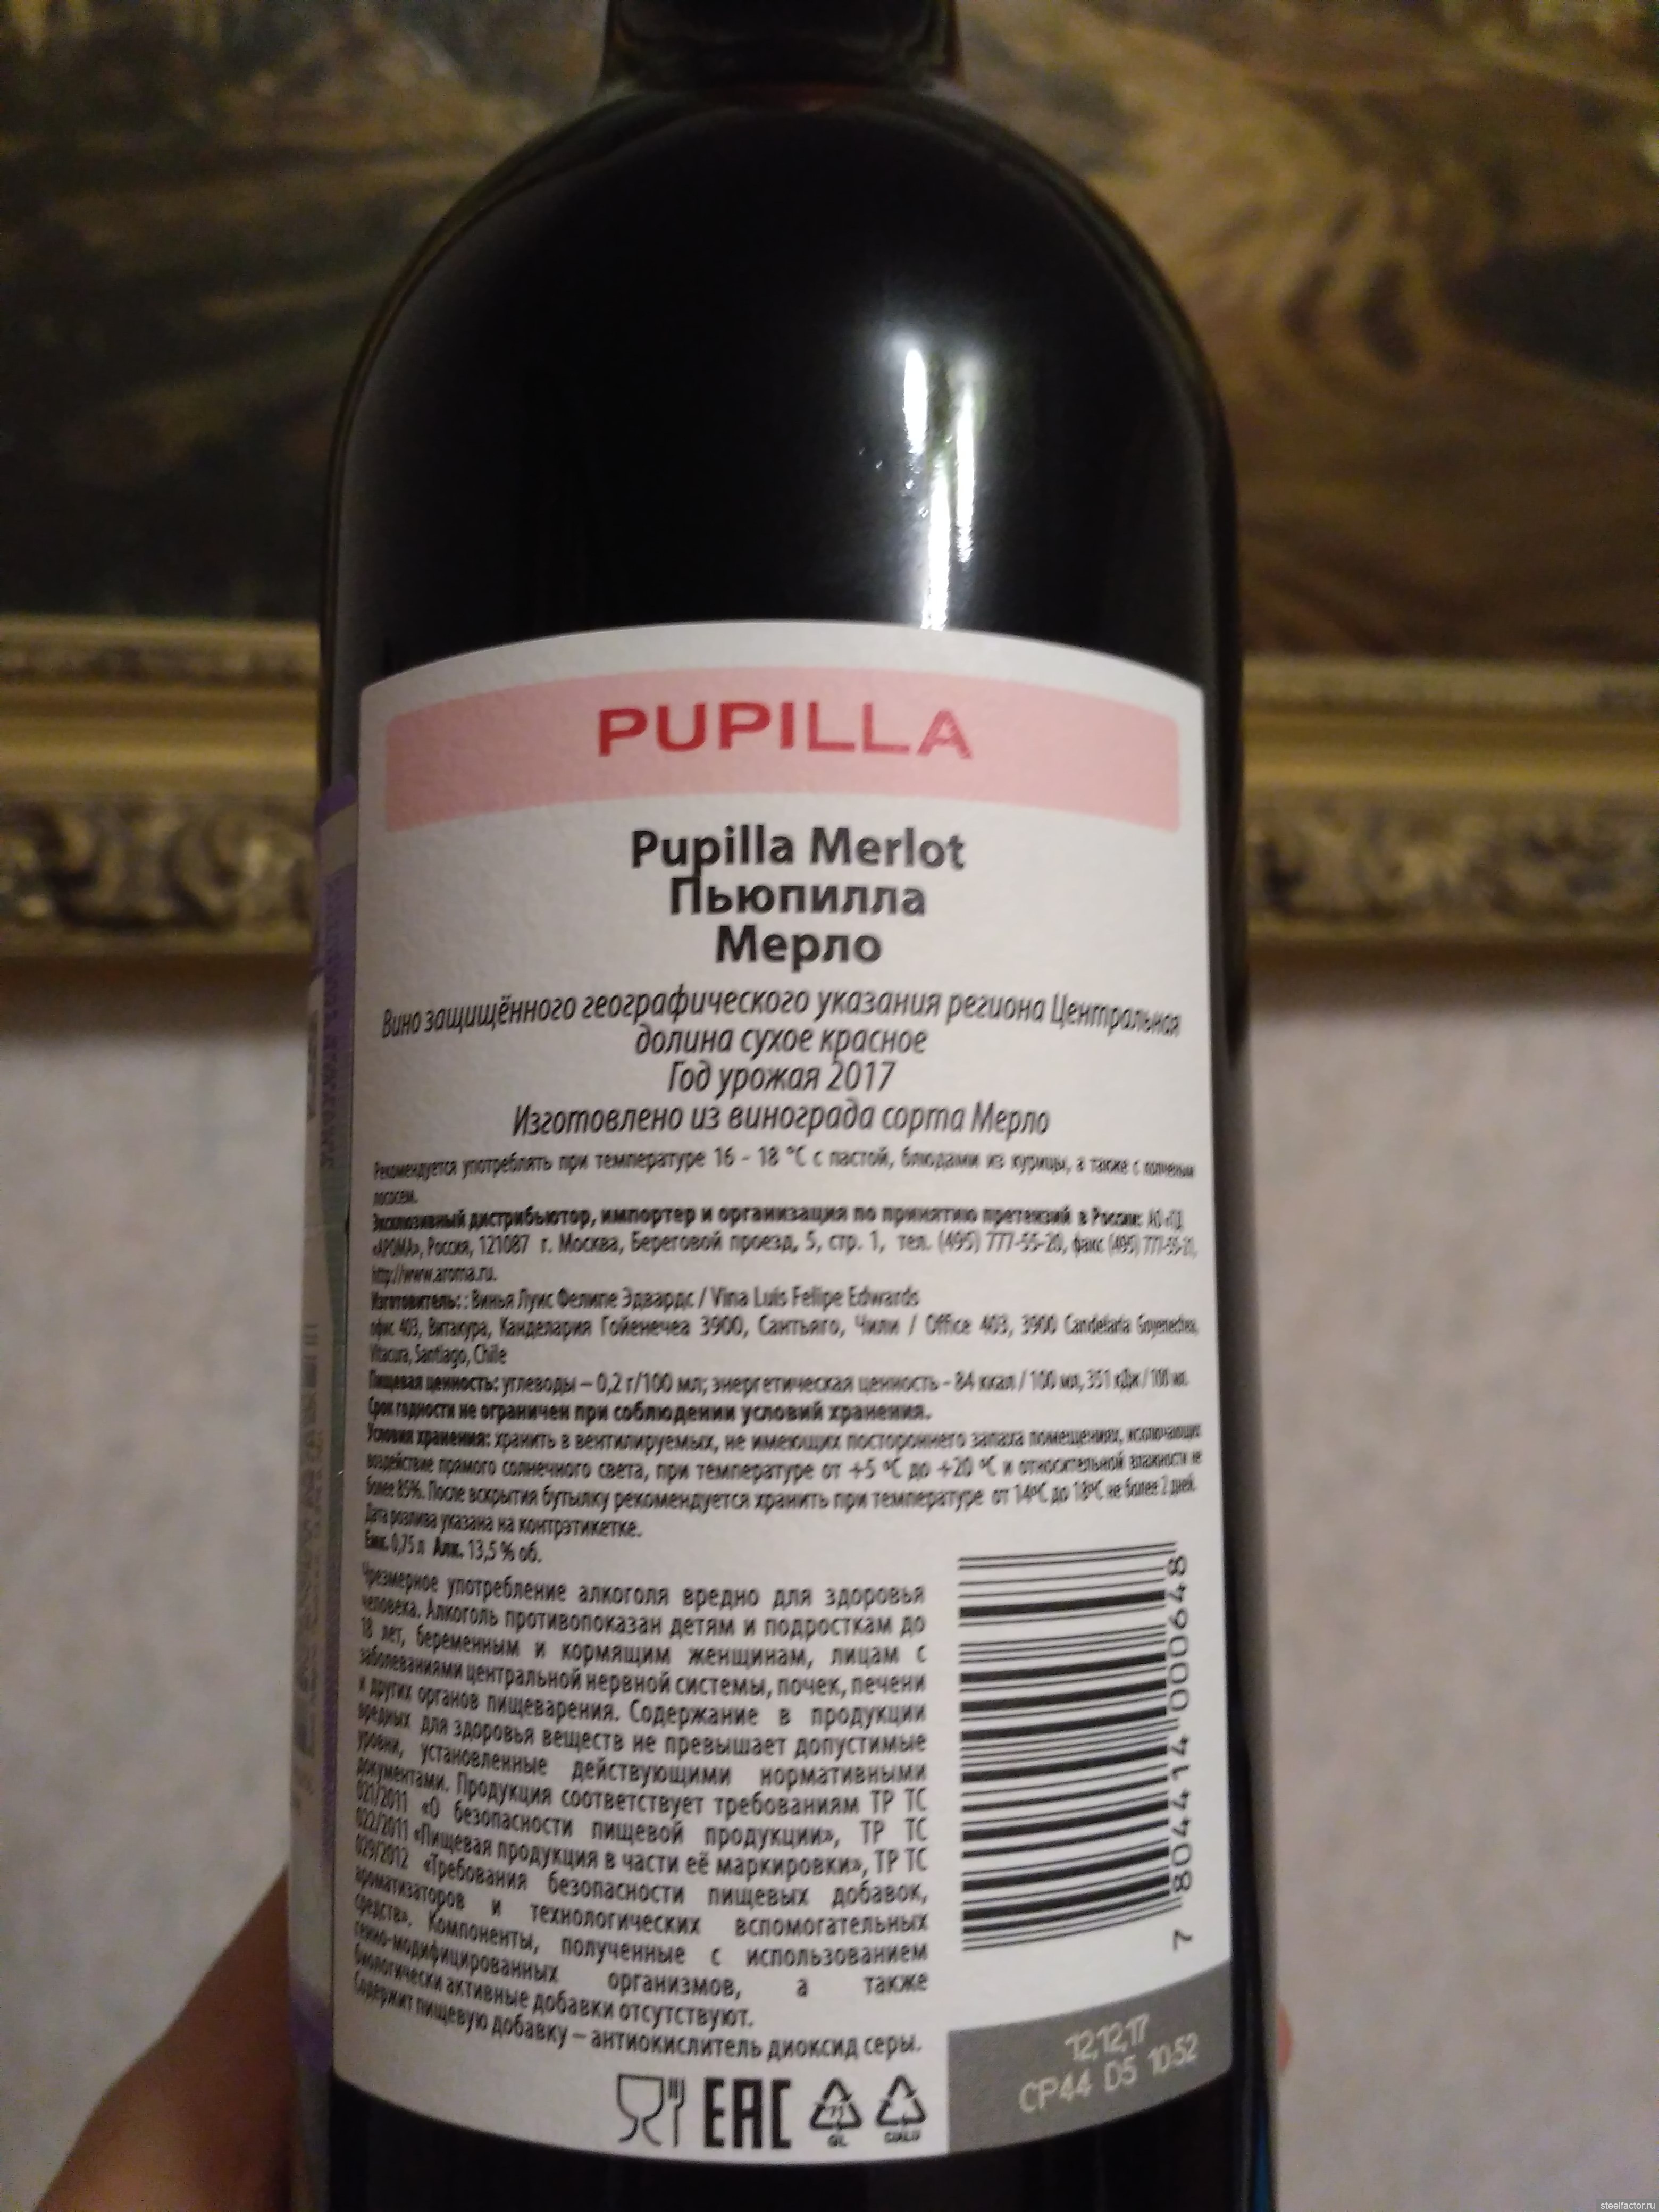 PUPILLA
Pupilla Merlot
Пьюпилла
Мерло
Вино защищённого географического указания региона Центральная
долина сухое красное
Год урожая 2017
Изготовлено из винограда сорта Мерло
Рекомендуется употреблять при температуре 16 - 18 °C с пастой, блюдами из курицы, а также с копченым
лососем.
Эксклюзивный дистрибьютор, импортер и организация по принятию претензий в России: АО «ТД
«АРОМА», Россия, 121087 г. Москва, Береговой проезд, 5, стр. 1, тел. (495) 777-55-20, факс (495) 777-55-21,
http://www.aroma.ru.
Изготовитель: : Винья Луис Фелипе Эдвардс / Vina Luis Felipe Edwards
офис 403, Витакура, Канделария Гойенечеа 3900, Сантьяго, Чили / Office 403, 3900 Candelaria Goyenechea,
Vitacura, Santiago, Chile
Пищевая ценность: углеводы – 0,2 г/100 мл; энергетическая ценность - 84 ккал / 100 мл, 351 кДж / 100 мл.
Срок годности не ограничен при соблюдении условий хранения.
Условия хранения: хранить в вентилируемых, не имеющих постороннего запаха помещениях, исключающих
воздействие прямого солнечного света, при температуре от +5 °C до +20 °C и относительной влажности не
более 85%. После вскрытия бутылку рекомендуется хранить при температуре от 14°C до 18°C не более 2 дней.
Дата розлива указана на контрэтикетке.
Емк. 0,75 л Алк. 13,5 % об.
Чрезмерное употребление алкоголя вредно для здоровья
человека. Алкоголь противопоказан детям и подросткам до
18 лет, беременным и кормящим женщинам, лицам с
заболеваниями центральной нервной системы, почек, печени
и других органов пищеварения. Содержание в продукции
вредных для здоровья веществ не превышает допустимые
уровни, установленные действующими нормативными
документами. Продукция соответствует требованиям ТР ТС
021/2011 «О безопасности пищевой продукции», ТР ТС
022/2011 «Пищевая продукция в части её маркировки», ТР ТС
029/2012 «Требования безопасности пищевых добавок,
ароматизаторов и технологических вспомогательных
средств». Компоненты, полученные с использованием
генно-модифицированных организмов, а также
биологически активные добавки отсутствуют.
Содержит пищевую добавку – антиокислитель диоксид серы.
7 804414 000648
EAC
71
GL
12,12,17
CP44 D5 10:52
steelfactor.ru